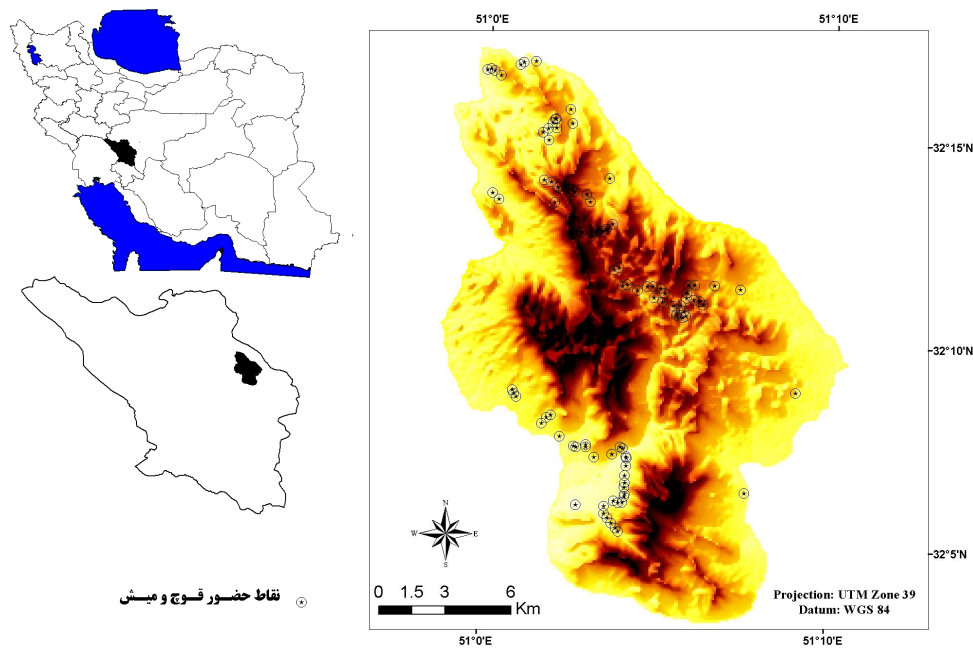 51°0'E 51°10'E
32°15'N
32°10'N
32°5'N
N
W E
S
0 1.5 3 6
Km
Projection: UTM Zone 39
Datum: WGS 84
51°0'E 51°10'E
نقاط حضور قوچ و میش